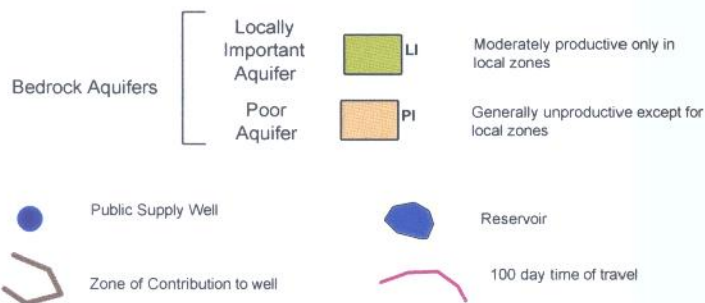 Bedrock Aquifers
Locally
Important
Aquifer
LI
Moderately productive only in
local zones
Poor
Aquifer
PI
Generally unproductive except for
local zones
Public Supply Well
Reservoir
Zone of Contribution to well
100 day time of travel